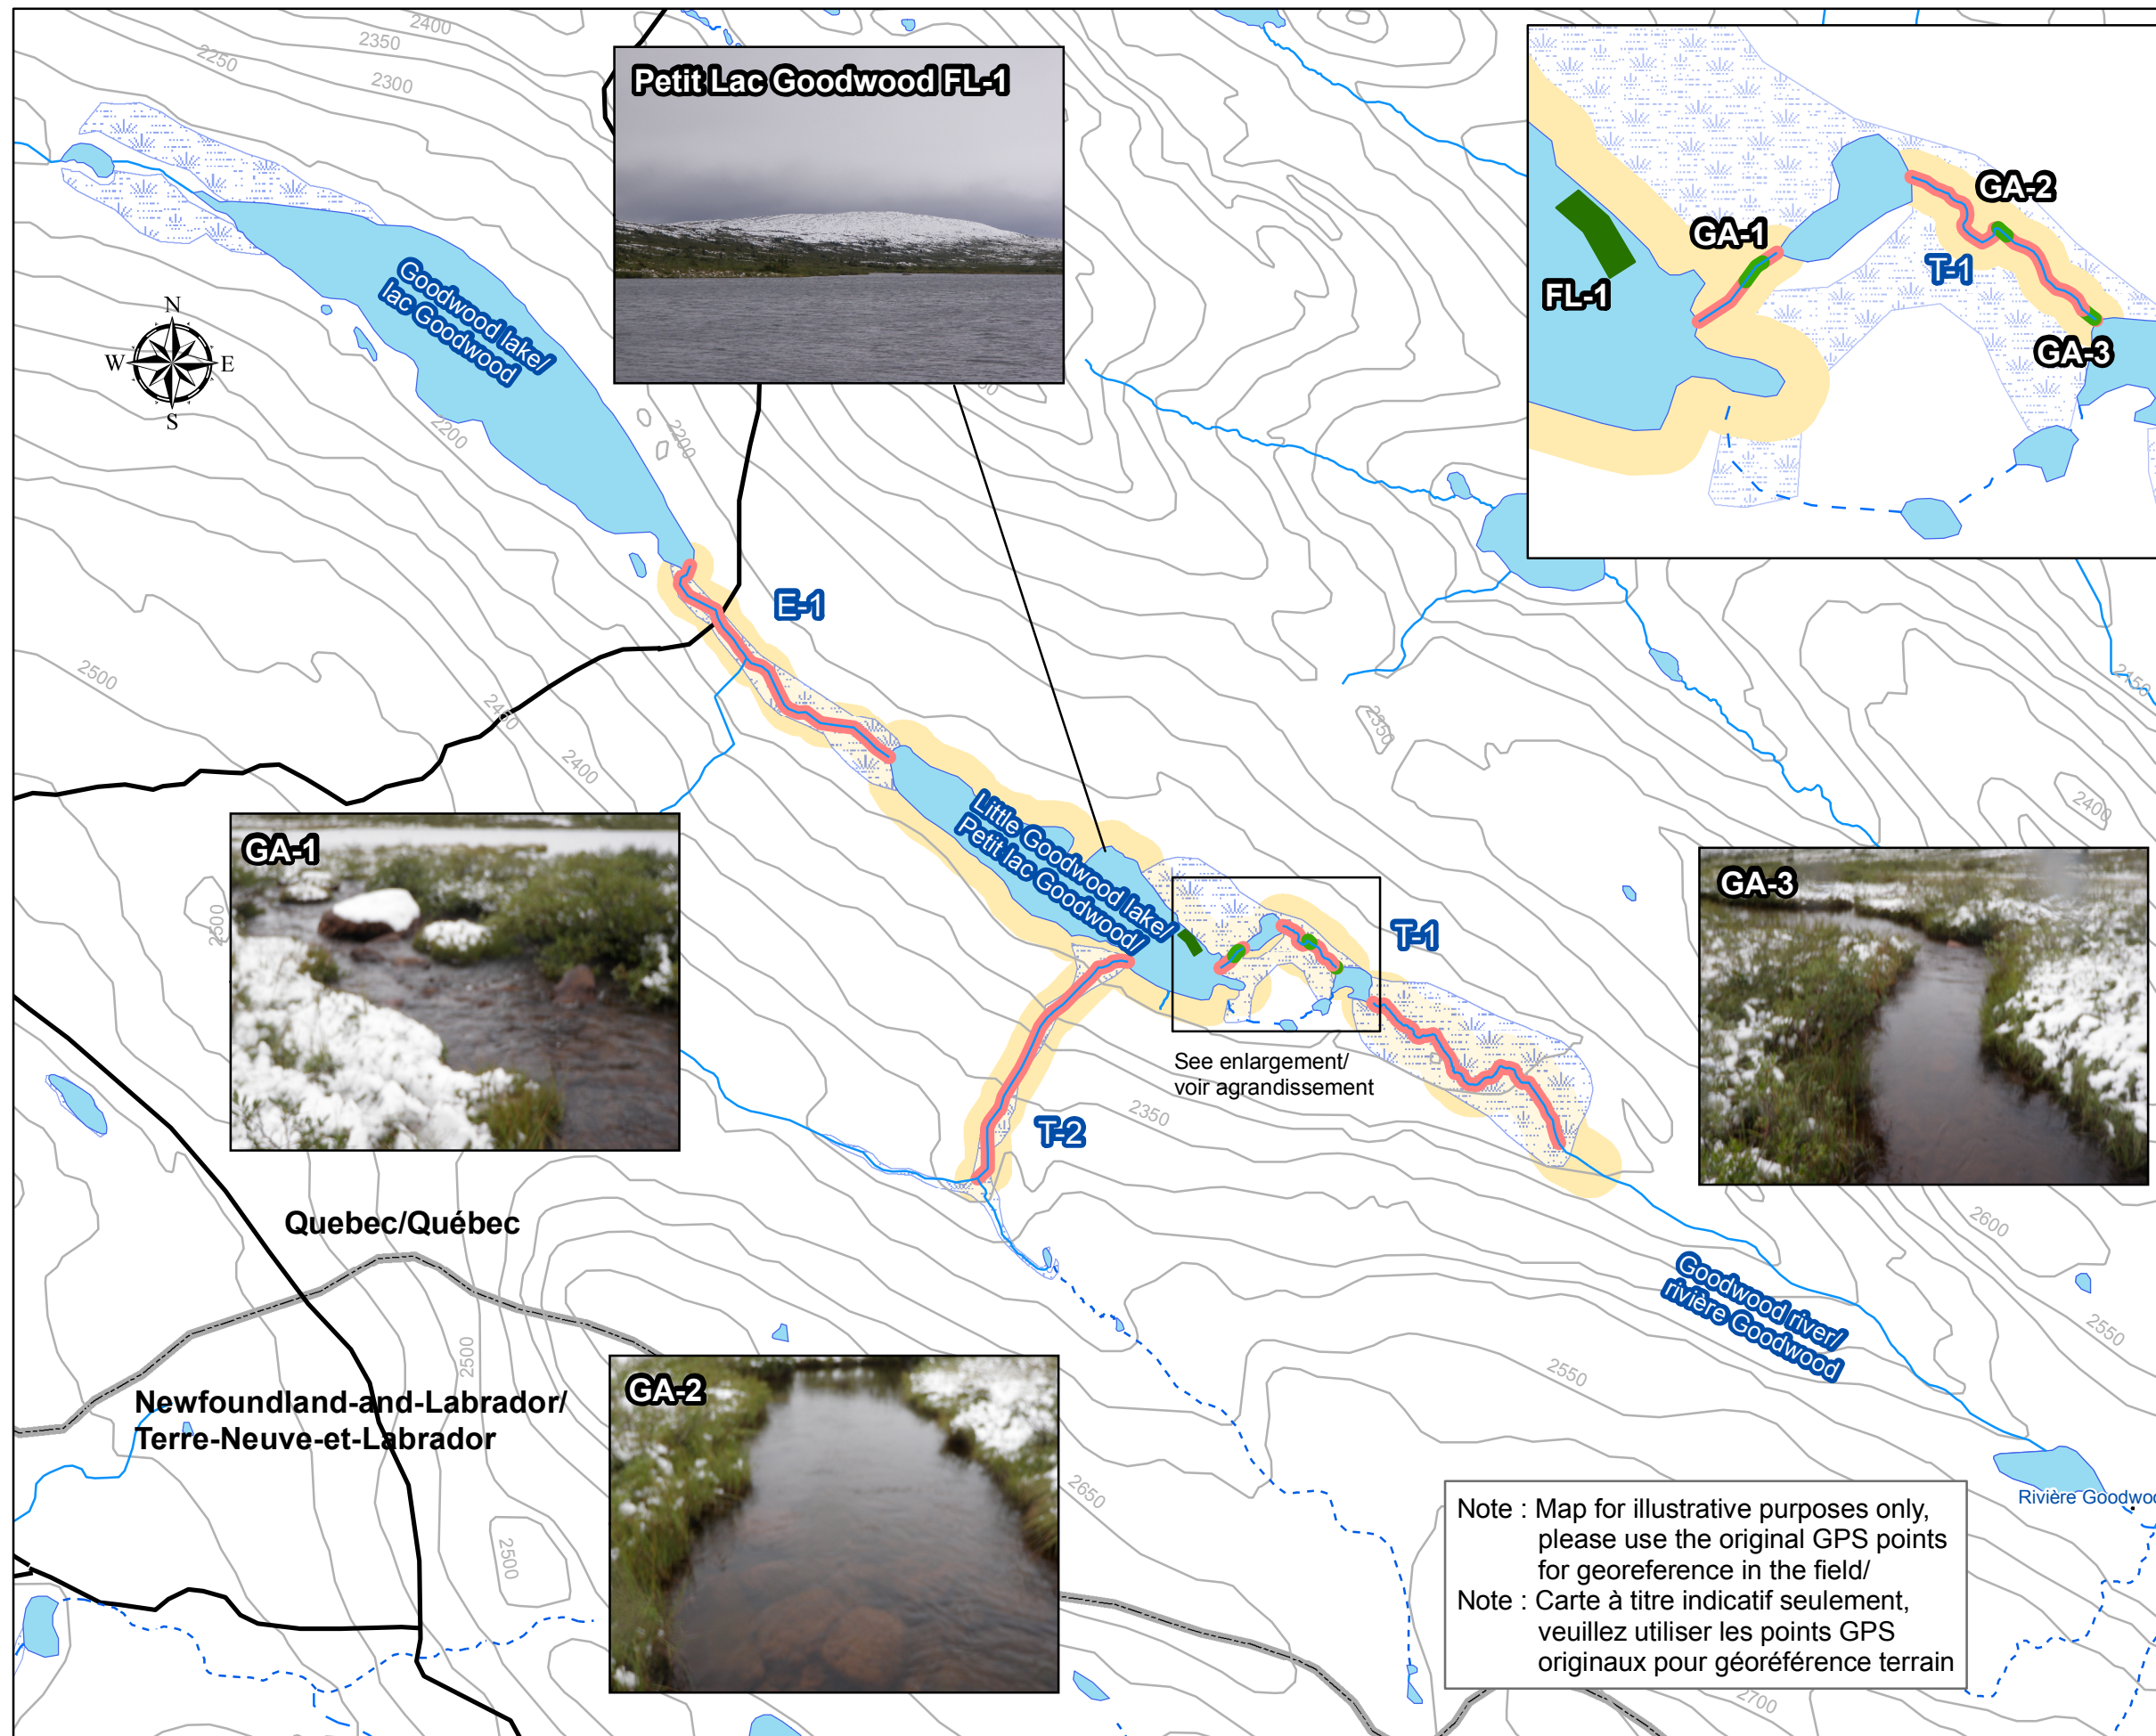 2400
2350
2250
2300
Petit Lac Goodwood FL-1
GA-2
GA-1
T-1
FL-1
GA-3
Goodwood lake/
lac Goodwood
N
W
E
S
2200
2200
E-1
2500
2400
2400
2450
2350
2400
Little Goodwood lake/
Petit lac Goodwood/
GA-1
GA-3
2500
T-1
See enlargement/
voir agrandissement
2350
T-2
Quebec/Québec
2600
Goodwood river/
rivière Goodwood
2550
2500
2550
Newfoundland-and-Labrador/
Terre-Neuve-et-Labrador
GA-2
2650
2500
Note : Map for illustrative purposes only,
please use the original GPS points
for georeference in the field/
Note : Carte à titre indicatif seulement,
veuillez utiliser les points GPS
originaux pour géoréférence terrain
Rivière
2700